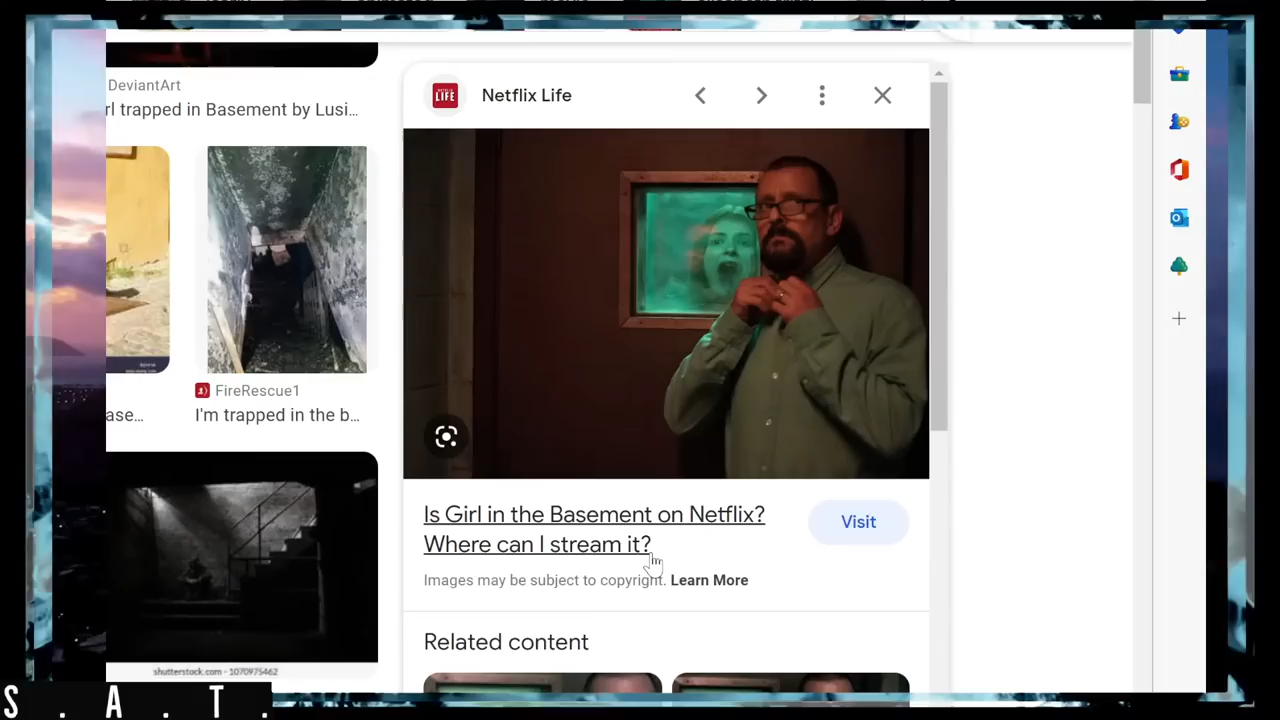 DeviantArt
rl trapped in Basement by Lusi...
FireRescue1
ase...
I'm trapped in the b...
shutterstock.com · 1070975462
LIFE
Netflix Life
Is Girl in the Basement on Netflix?
Where can I stream it?
Visit
Images may be subject to copyright. Learn More
Related content
S . A . T .